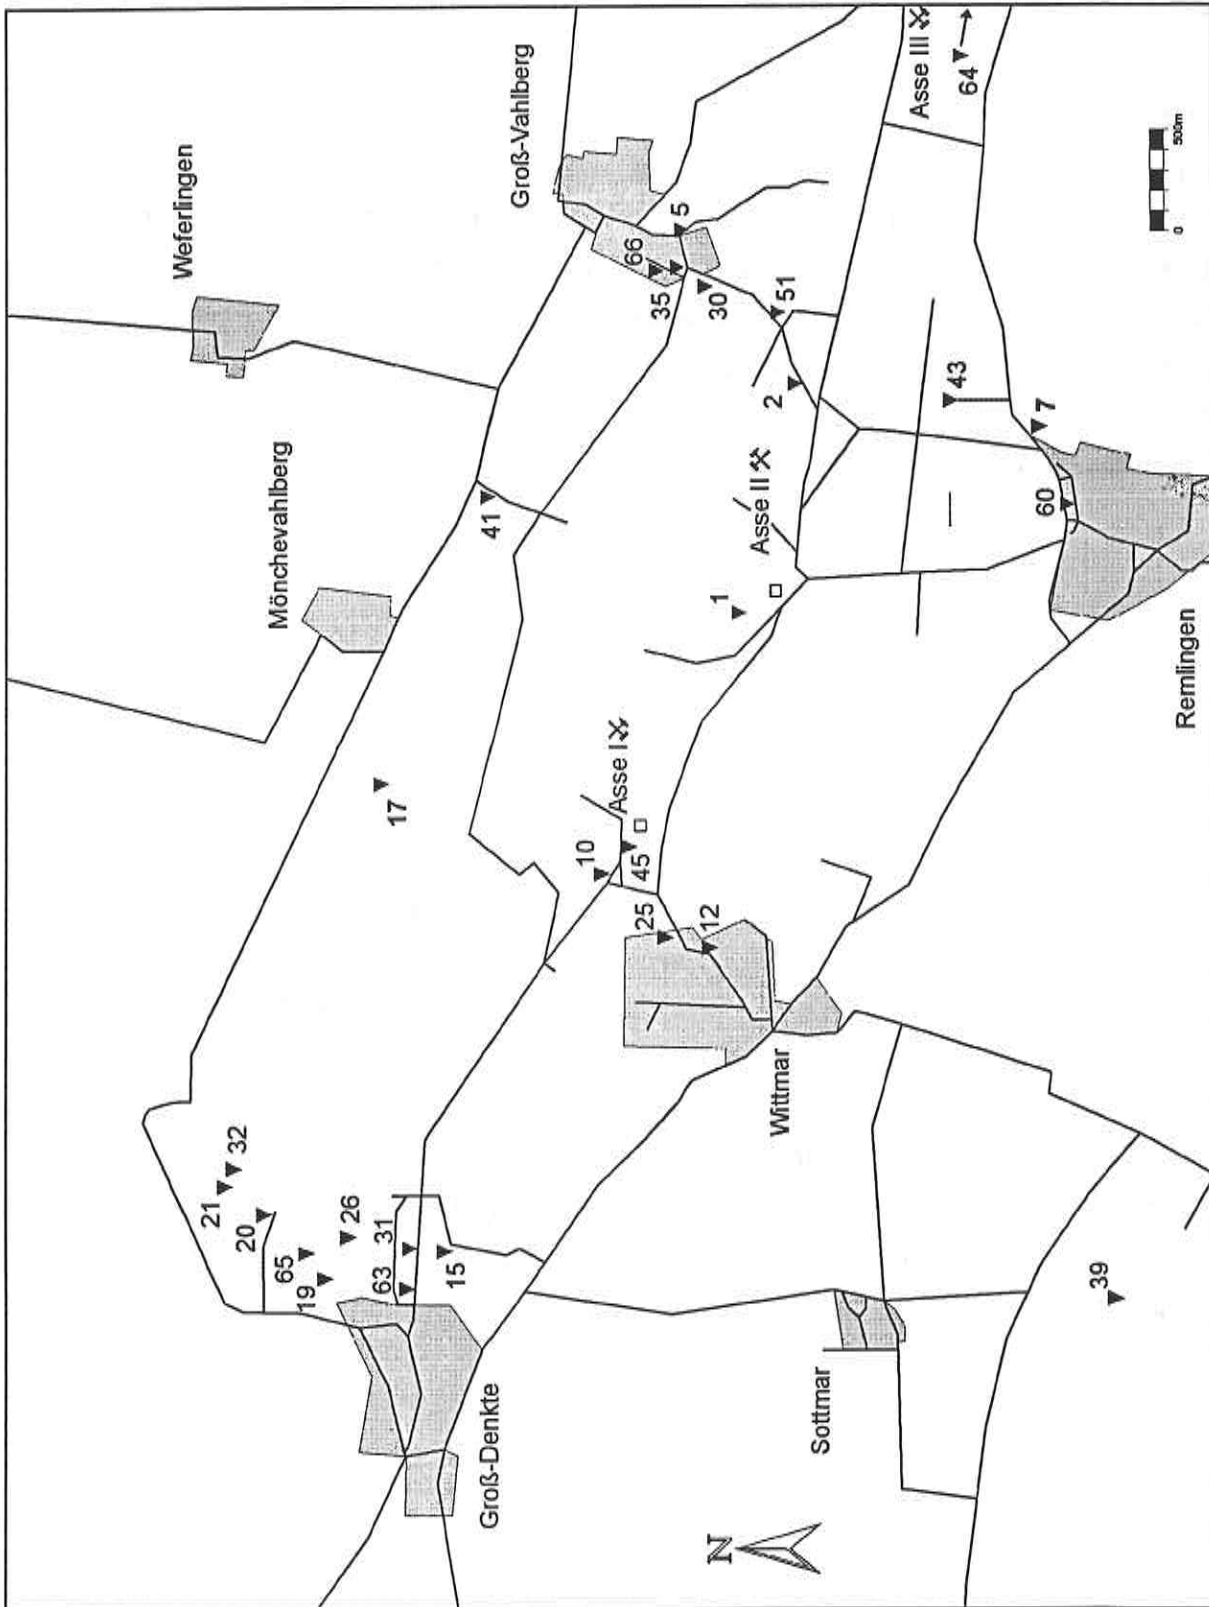 Weferlingen
21
32
20
Mönchevahlberg
65
19
26
63
31
17
15
Groß-Denkte
41
Groß-Vahlberg
10
Asse I
66
45
25
35
5
12
30
1
N
Asse II
2
Wittmar
51
Sottmar
Asse III
43
64
7
60
39
0 500m
Remlingen